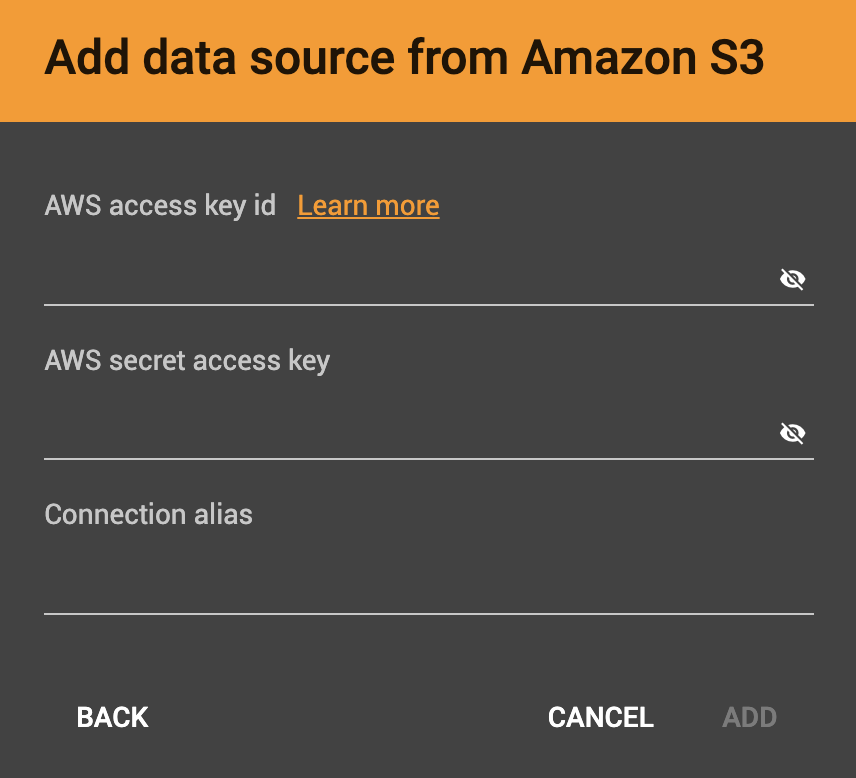 Add data source from Amazon S3
AWS access key id Learn more
AWS secret access key
Connection alias
BACK CANCEL ADD